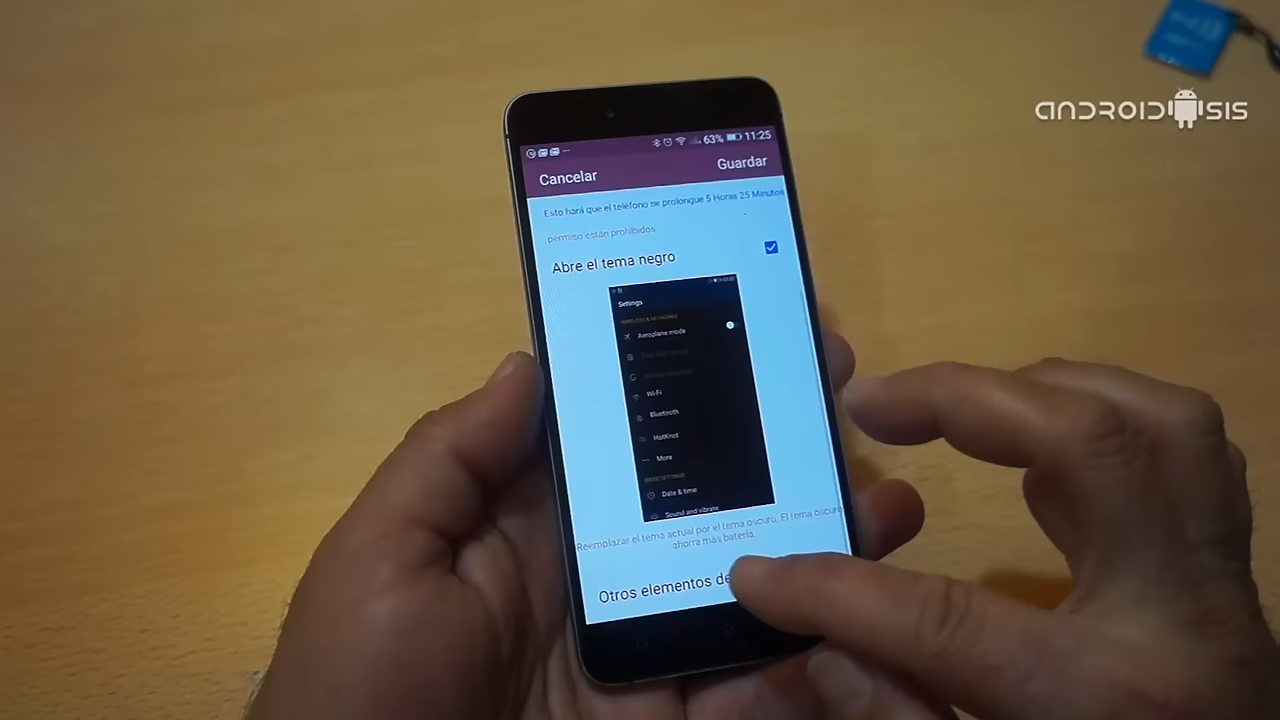 ANDROIDSIS
63% 11:25
Cancelar Guardar
Esto hará que el teléfono se prolongue 5 Horas 25 Minutos
permiso están prohibidos
Abre el tema negro
Settings
Aeroplane mode
Wi-Fi
Bluetooth
HotKnot
More
BASIC SETTINGS
Date & time
Sound and vibrate
Reemplazar el tema actual por el tema oscuro. El tema oscuro
ahorra más batería.
Otros elementos de